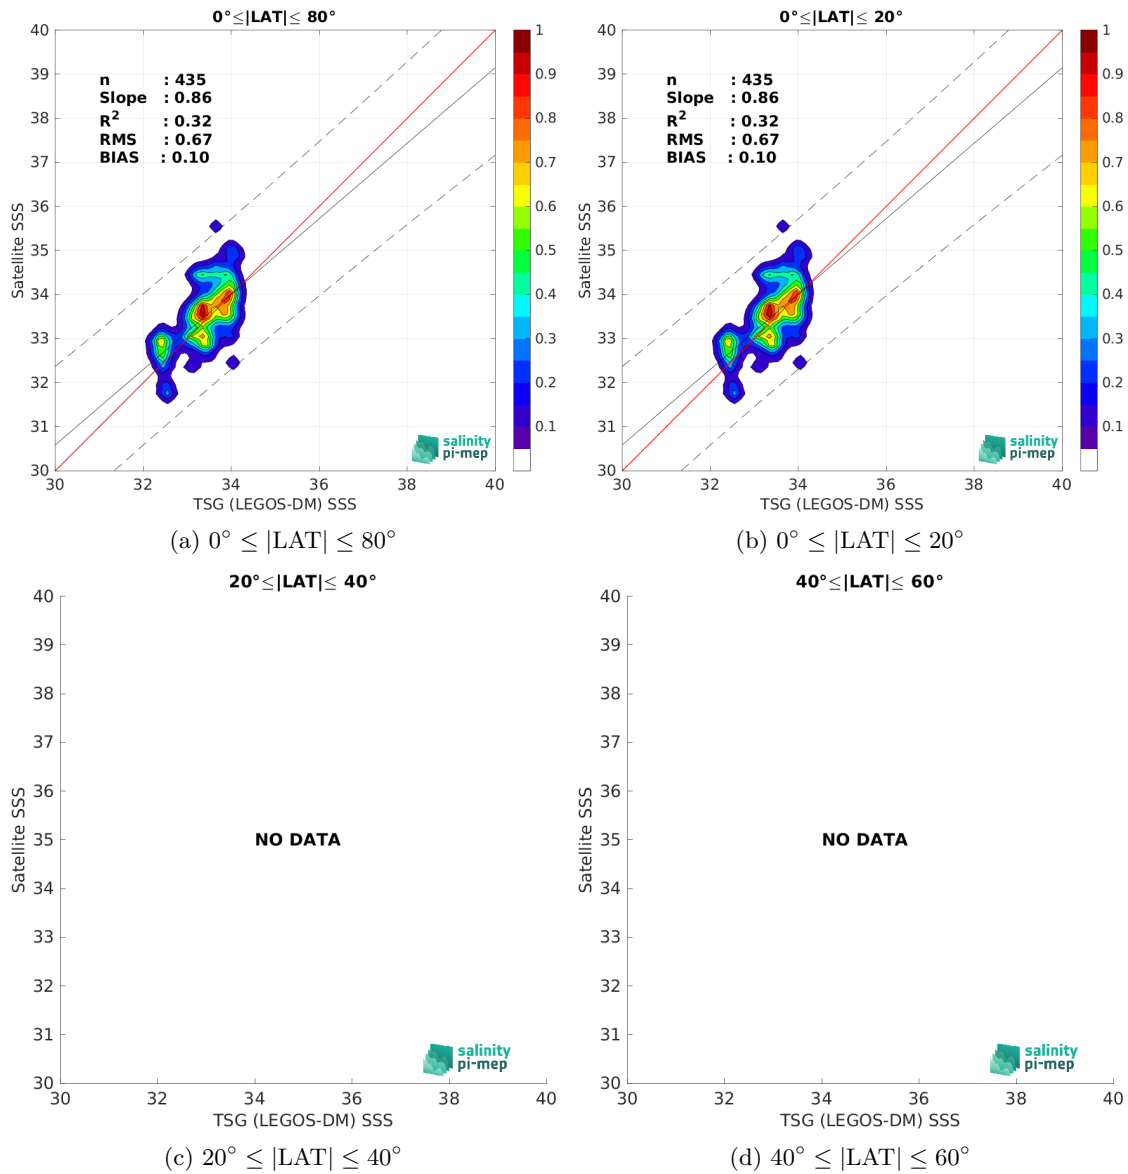 0°≤|LAT|≤ 80°
n : 435
Slope : 0.86
R² : 0.32
RMS : 0.67
BIAS : 0.10
Satellite SSS
40
39
38
37
36
35
34
33
32
31
30
30 32 34 36 38 40
TSG (LEGOS-DM) SSS
1
0.9
0.8
0.7
0.6
0.5
0.4
0.3
0.2
0.1
salinity
pi-mep
(a) 0° ≤ |LAT| ≤ 80°
0°≤|LAT|≤ 20°
n : 435
Slope : 0.86
R² : 0.32
RMS : 0.67
BIAS : 0.10
Satellite SSS
40
39
38
37
36
35
34
33
32
31
30
30 32 34 36 38 40
TSG (LEGOS-DM) SSS
1
0.9
0.8
0.7
0.6
0.5
0.4
0.3
0.2
0.1
salinity
pi-mep
(b) 0° ≤ |LAT| ≤ 20°
20°≤|LAT|≤ 40°
Satellite SSS
40
39
38
37
36
35
34
33
32
31
30
NO DATA
30 32 34 36 38 40
TSG (LEGOS-DM) SSS
salinity
pi-mep
(c) 20° ≤ |LAT| ≤ 40°
40°≤|LAT|≤ 60°
Satellite SSS
40
39
38
37
36
35
34
33
32
31
30
NO DATA
30 32 34 36 38 40
TSG (LEGOS-DM) SSS
salinity
pi-mep
(d) 40° ≤ |LAT| ≤ 60°